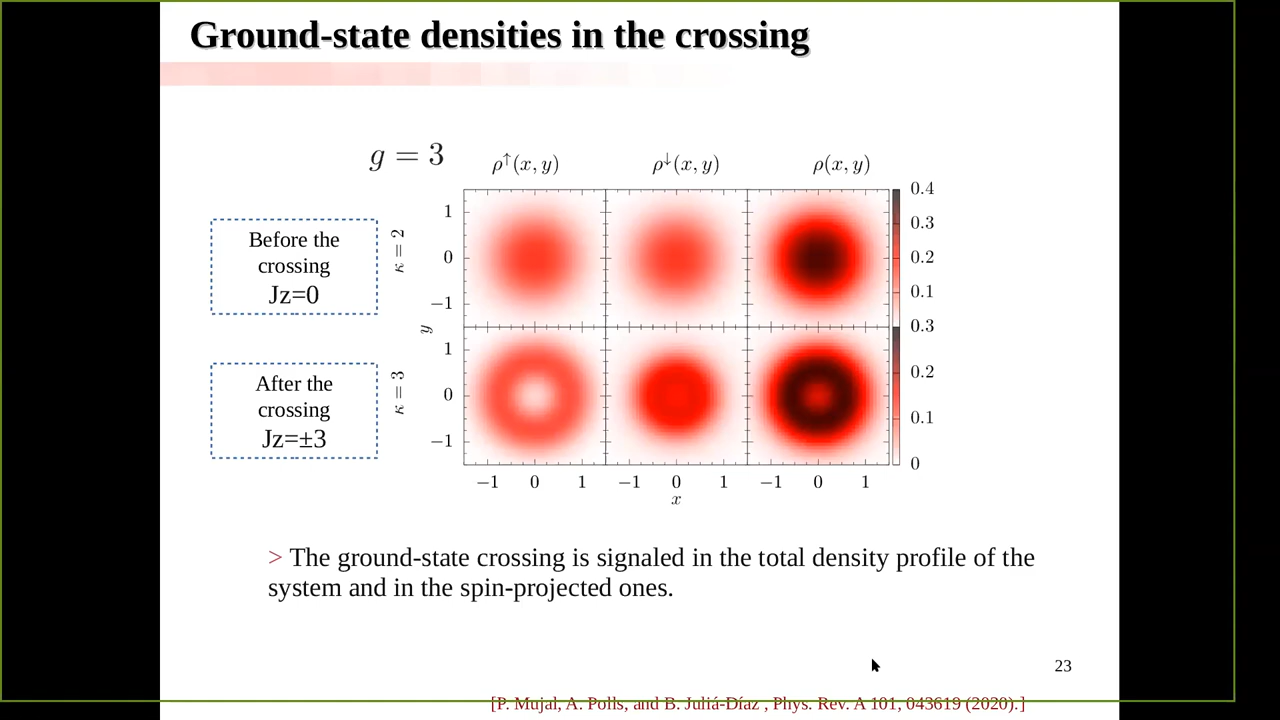 Ground-state densities in the crossing
g = 3
ρ↑(x, y) ρ↓(x, y) ρ(x, y)
Before the
crossing
Jz=0
κ = 2
1
0
−1
0.4
0.3
0.2
0.1
After the
crossing
Jz=±3
κ = 3
y
1
0
−1
0.3
0.2
0.1
0
−1 0 1 −1 0 1 −1 0 1
x
> The ground-state crossing is signaled in the total density profile of the
system and in the spin-projected ones.
23
[P. Mujal, A. Polls, and B. Juliá-Díaz , Phys. Rev. A 101, 043619 (2020).]